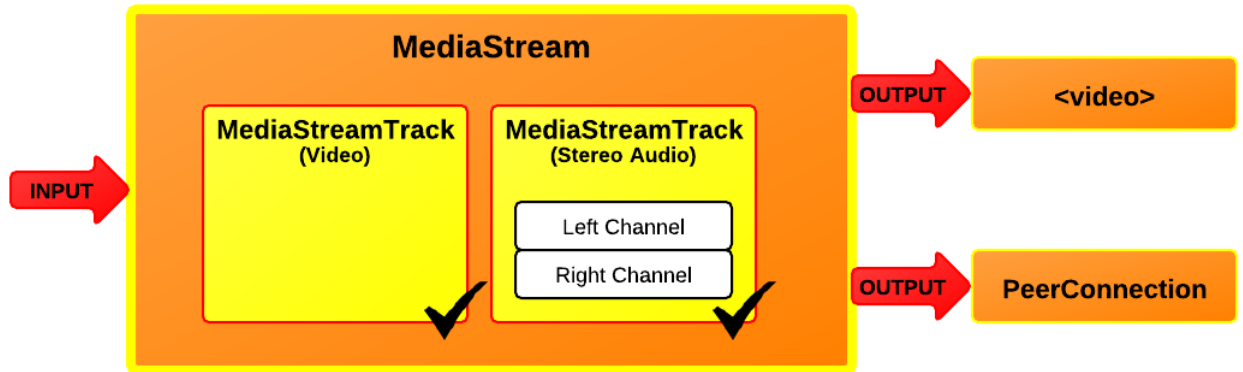 MediaStream
MediaStreamTrack
(Video)
MediaStreamTrack
(Stereo Audio)
Left Channel
Right Channel
INPUT
OUTPUT
<video>
OUTPUT
PeerConnection